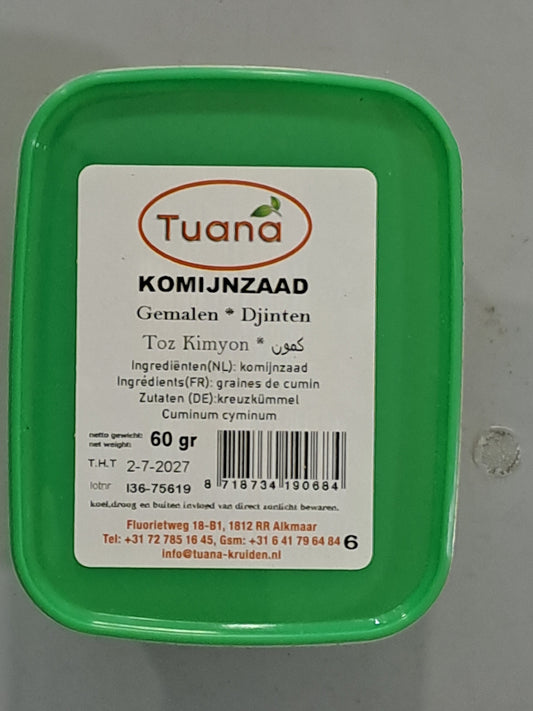 Tuana
KOMIJNZAAD
Gemalen * Djinten
Toz Kimyon * كمون
Ingrediënten(NL): komijnzaad
Ingrédients(FR): graines de cumin
Zutaten (DE):kreuzkümmel
Cuminum cyminum
netto gewicht: 60 gr
net weight:
T.H.T 2-7-2027
lotnr I36-75619
8 718734 190684
koel,droog en buiten invloed van direct zonlicht bewaren.
Fluorietweg 18-B1, 1812 RR Alkmaar
Tel: +31 72 785 16 45, Gsm: +31 6 41 79 64 84 6
info@tuana-kruiden.nl